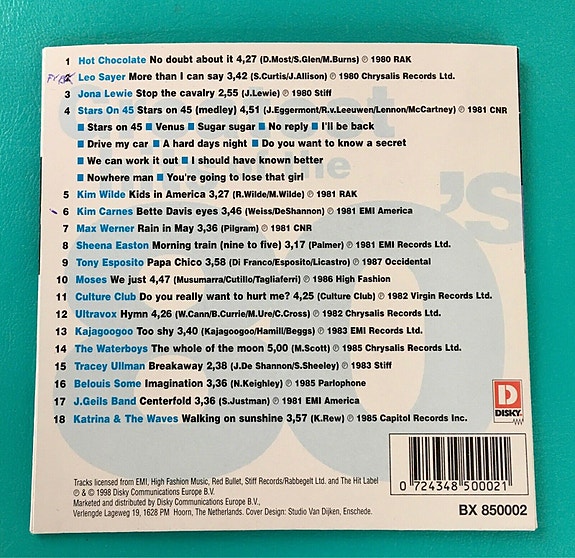 1 Hot Chocolate No doubt about it 4,27 (D.Most/S.Glen/M.Burns) ℗ 1980 RAK
2 Leo Sayer More than I can say 3,42 (S.Curtis/J.Allison) ℗ 1980 Chrysalis Records Ltd.
3 Jona Lewie Stop the cavalry 2,55 (J.Lewie) ℗ 1980 Stiff
4 Stars On 45 Stars on 45 (medley) 4,51 (J.Eggermont/R.v.Leeuwen/Lennon/McCartney) ℗ 1981 CNR
■ Stars on 45 ■ Venus ■ Sugar sugar ■ No reply ■ I'll be back
■ Drive my car ■ A hard days night ■ Do you want to know a secret
■ We can work it out ■ I should have known better
■ Nowhere man ■ You're going to lose that girl
5 Kim Wilde Kids in America 3,27 (R.Wilde/M.Wilde) ℗ 1981 RAK
6 Kim Carnes Bette Davis eyes 3,46 (Weiss/DeShannon) ℗ 1981 EMI America
7 Max Werner Rain in May 3,36 (Pilgram) ℗ 1981 CNR
8 Sheena Easton Morning train (nine to five) 3,17 (Palmer) ℗ 1981 EMI Records Ltd.
9 Tony Esposito Papa Chico 3,58 (Di Franco/Esposito/Licastro) ℗ 1987 Occidental
10 Moses We just 4,47 (Musumarra/Cutillo/Tagliaferri) ℗ 1986 High Fashion
11 Culture Club Do you really want to hurt me? 4,25 (Culture Club) ℗ 1982 Virgin Records Ltd.
12 Ultravox Hymn 4,26 (W.Cann/B.Currie/M.Ure/C.Cross) ℗ 1982 Chrysalis Records Ltd.
13 Kajagoogoo Too shy 3,40 (Kajagoogoo/Hamill/Beggs) ℗ 1983 EMI Records Ltd.
14 The Waterboys The whole of the moon 5,00 (M.Scott) ℗ 1985 Chrysalis Records Ltd.
15 Tracey Ullman Breakaway 2,38 (J.De Shannon/S.Sheeley) ℗ 1983 Stiff
16 Belouis Some Imagination 3,36 (N.Keighley) ℗ 1985 Parlophone
17 J.Geils Band Centerfold 3,36 (S.Justman) ℗ 1981 EMI America
18 Katrina & The Waves Walking on sunshine 3,57 (K.Rew) ℗ 1985 Capitol Records Inc.
greatest
of the
80's
D
DISKY
Tracks licensed from EMI, High Fashion Music, Red Bullet, Stiff Records/Rabbegelt Ltd. and The Hit Label
℗ & © 1998 Disky Communications Europe B.V.
Marketed and distributed by Disky Communications Europe B.V.,
Verlengde Lageweg 19, 1628 PM Hoorn, The Netherlands. Cover Design: Studio Van Dijken, Enschede.
0 724348 500021
BX 850002